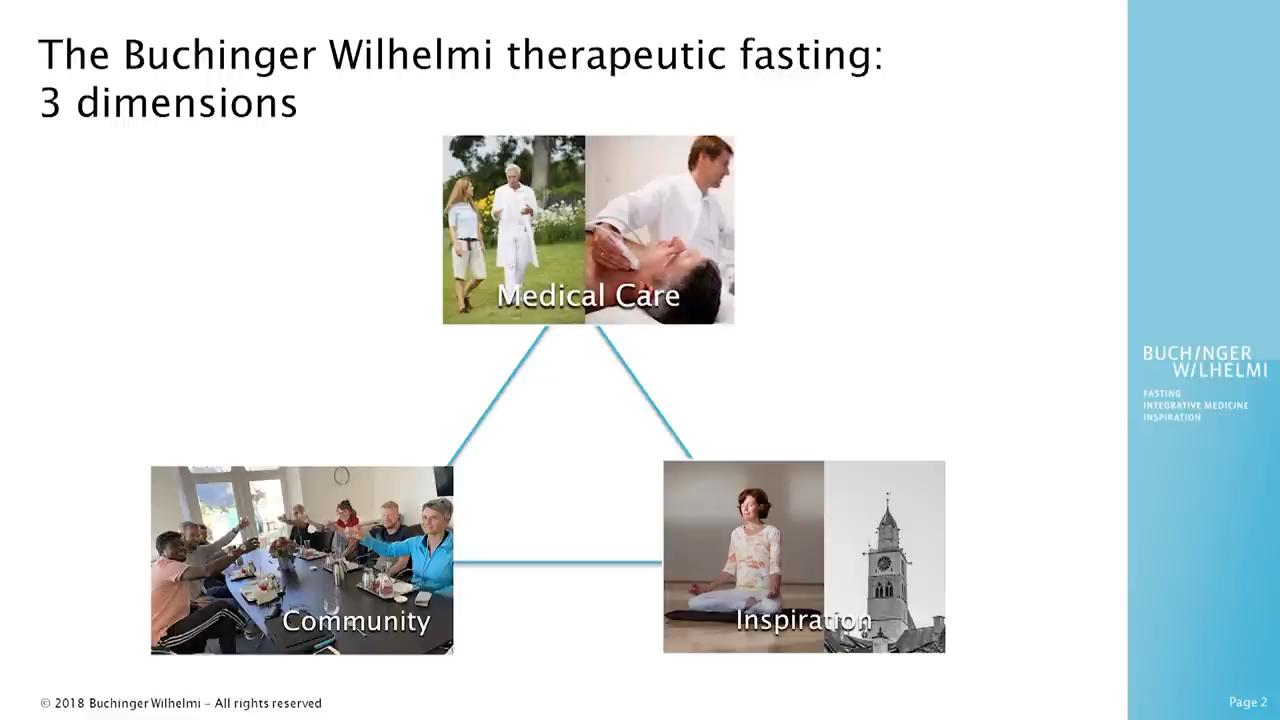 The Buchinger Wilhelmi therapeutic fasting:
3 dimensions
Medical Care
Community
Inspiration
BUCHINGER
WILHELMI
FASTING
INTEGRATIVE MEDICINE
INSPIRATION
© 2018 Buchinger Wilhelmi – All rights reserved
Page 2